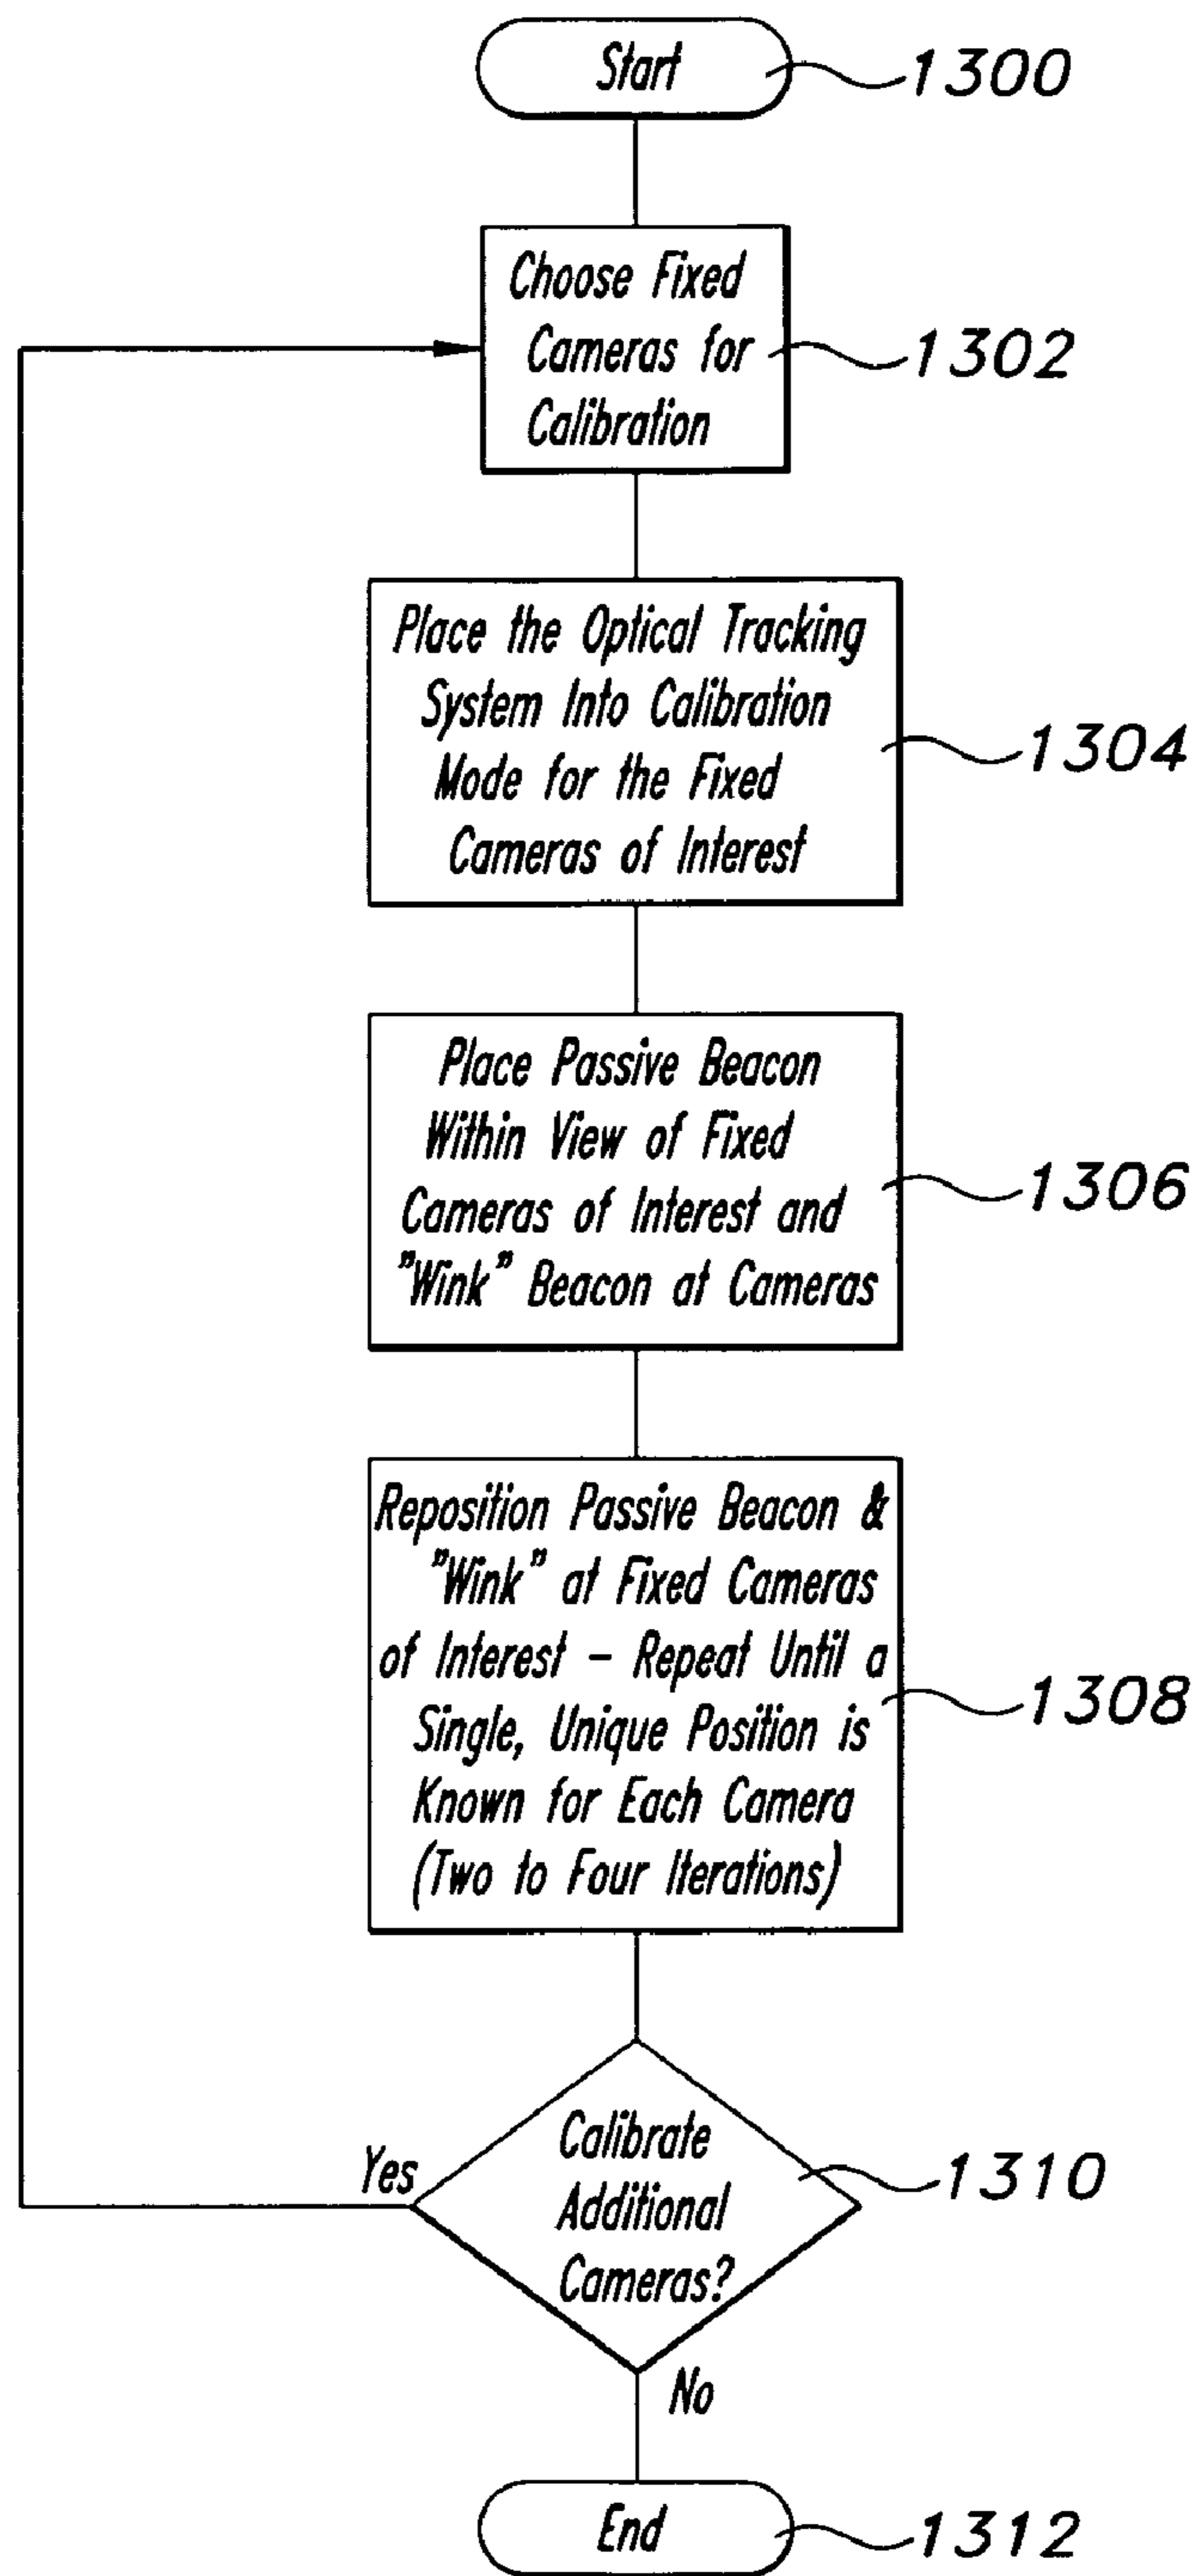 Start
1300
Choose Fixed
Cameras for
Calibration
1302
Place the Optical Tracking
System Into Calibration
Mode for the Fixed
Cameras of Interest
1304
Place Passive Beacon
Within View of Fixed
Cameras of Interest and
"Wink" Beacon at Cameras
1306
Reposition Passive Beacon &
"Wink" at Fixed Cameras
of Interest – Repeat Until a
Single, Unique Position is
Known for Each Camera
(Two to Four Iterations)
1308
Calibrate
Additional
Cameras?
1310
Yes
No
End
1312